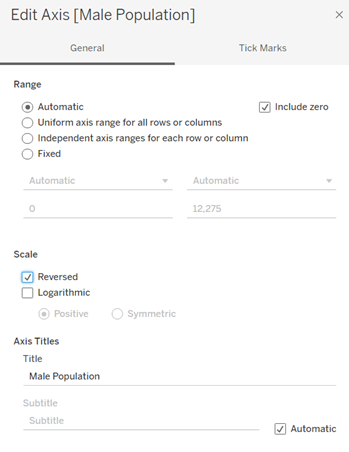 Edit Axis [Male Population] ×
General Tick Marks
Range
Automatic Include zero
Uniform axis range for all rows or columns
Independent axis ranges for each row or column
Fixed
Automatic Automatic
0 12,275
Scale
Reversed
Logarithmic
Positive Symmetric
Axis Titles
Title
Male Population
Subtitle
Subtitle Automatic